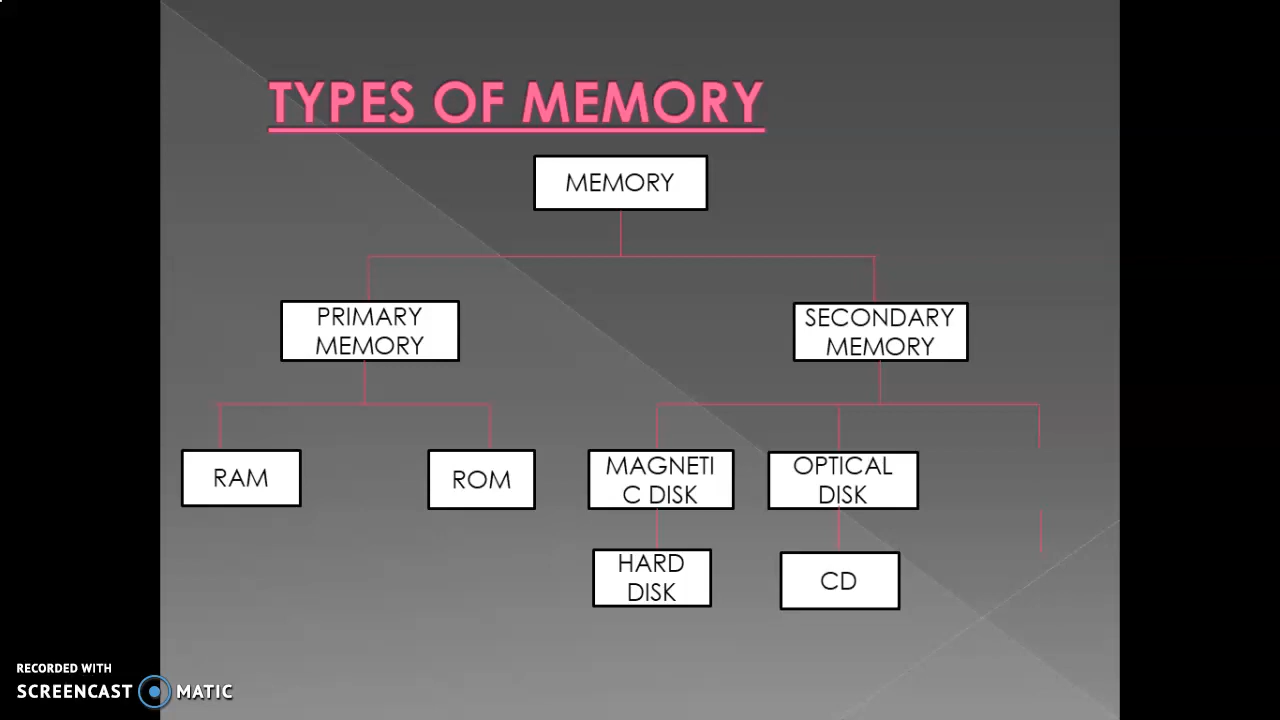 TYPES OF MEMORY
MEMORY
PRIMARY
MEMORY
SECONDARY
MEMORY
RAM
ROM
MAGNETI
C DISK
OPTICAL
DISK
HARD
DISK
CD
RECORDED WITH
SCREENCAST MATIC